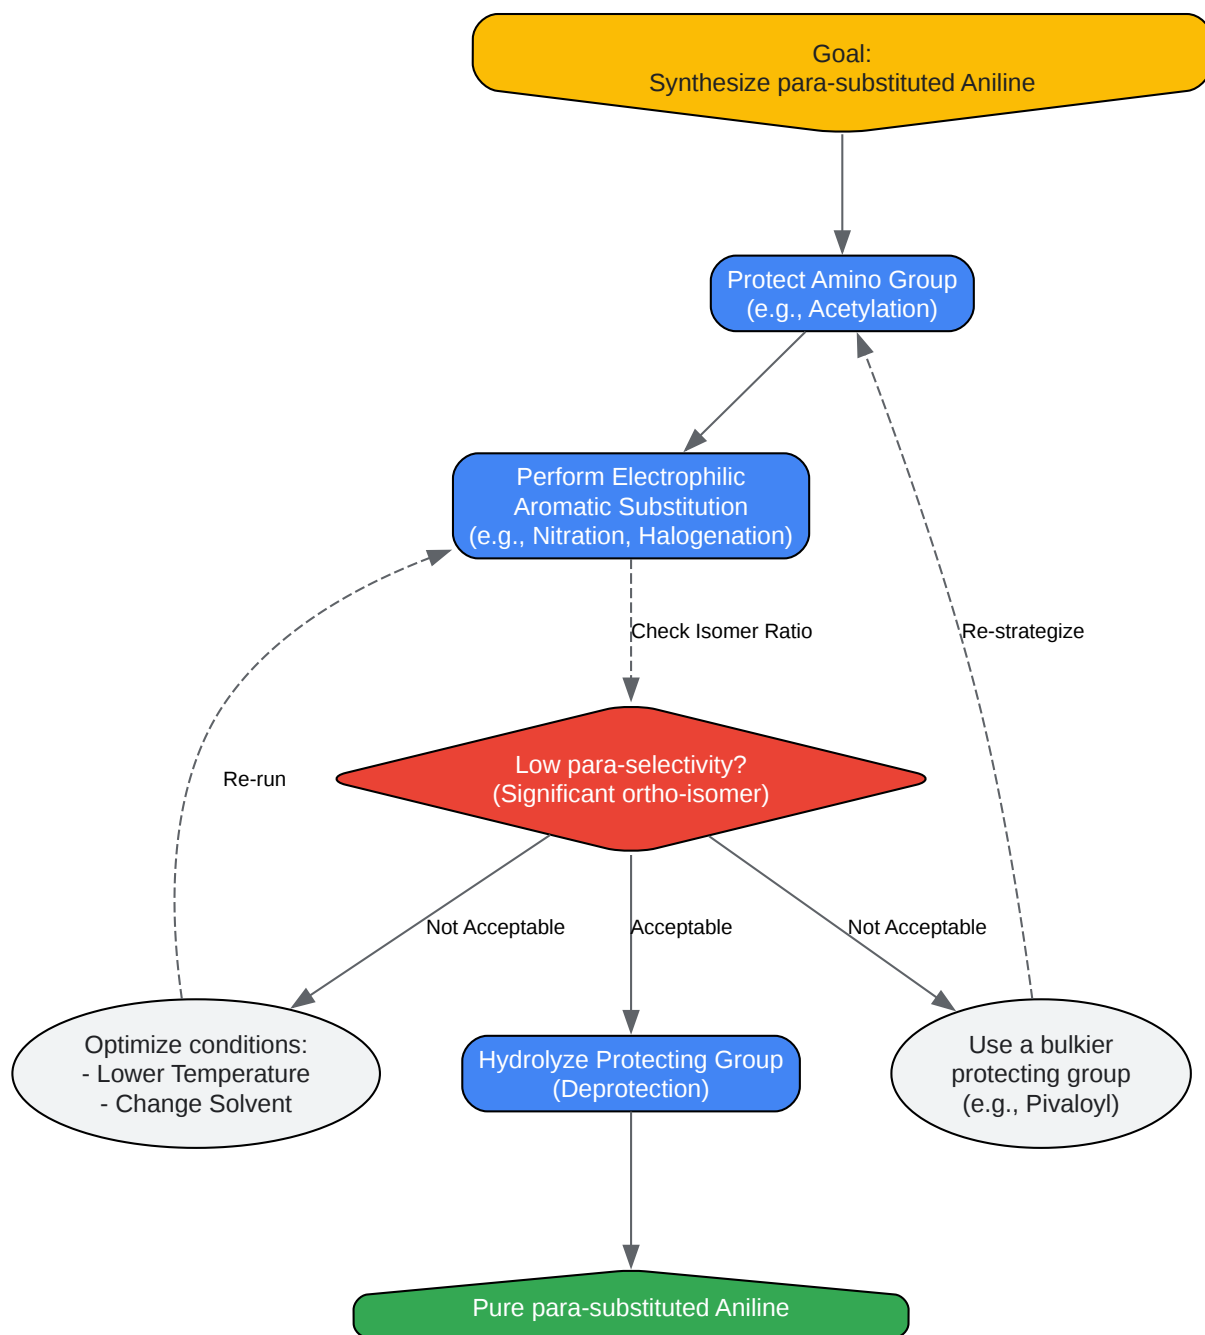 Goal:
Synthesize para-substituted Aniline
Protect Amino Group
(e.g., Acetylation)
Perform Electrophilic
Aromatic Substitution
(e.g., Nitration, Halogenation)
Check Isomer Ratio
Re-strategize
Low para-selectivity?
(Significant ortho-isomer)
Re-run
Not Acceptable
Acceptable
Not Acceptable
Optimize conditions:
- Lower Temperature
- Change Solvent
Hydrolyze Protecting Group
(Deprotection)
Use a bulkier
protecting group
(e.g., Pivaloyl)
Pure para-substituted Aniline